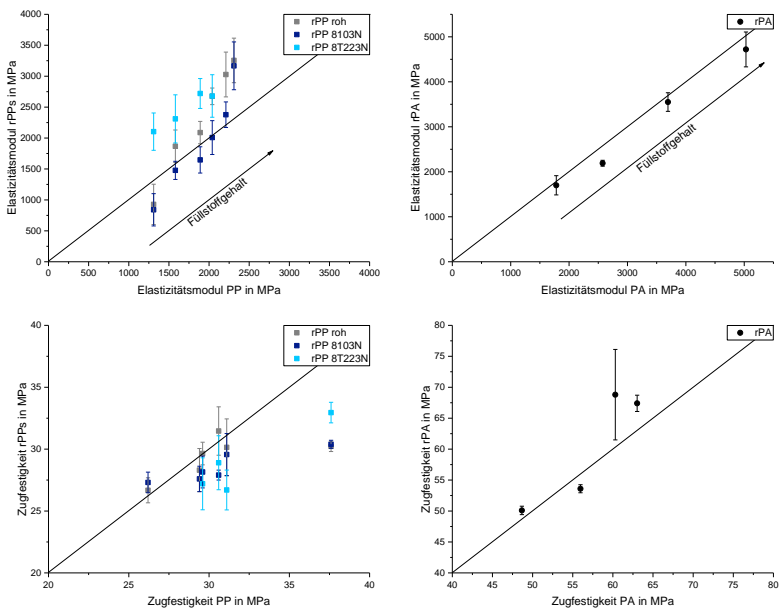 rPP roh
rPP 8103N
rPP 8T223N
Elastizitätsmodul rPPs in MPa
4000
3500
3000
2500
2000
1500
1000
500
0
Füllstoffgehalt
0 500 1000 1500 2000 2500 3000 3500 4000
Elastizitätsmodul PP in MPa
rPA
Elastizitätsmodul rPA in MPa
5000
4000
3000
2000
1000
0
Füllstoffgehalt
0 1000 2000 3000 4000 5000
Elastizitätsmodul PA in MPa
rPP roh
rPP 8103N
rPP 8T223N
Zugfestigkeit rPPs in MPa
40
35
30
25
20
20 25 30 35 40
Zugfestigkeit PP in MPa
rPA
Zugfestigkeit rPA in MPa
80
75
70
65
60
55
50
45
40
40 45 50 55 60 65 70 75 80
Zugfestigkeit PA in MPa